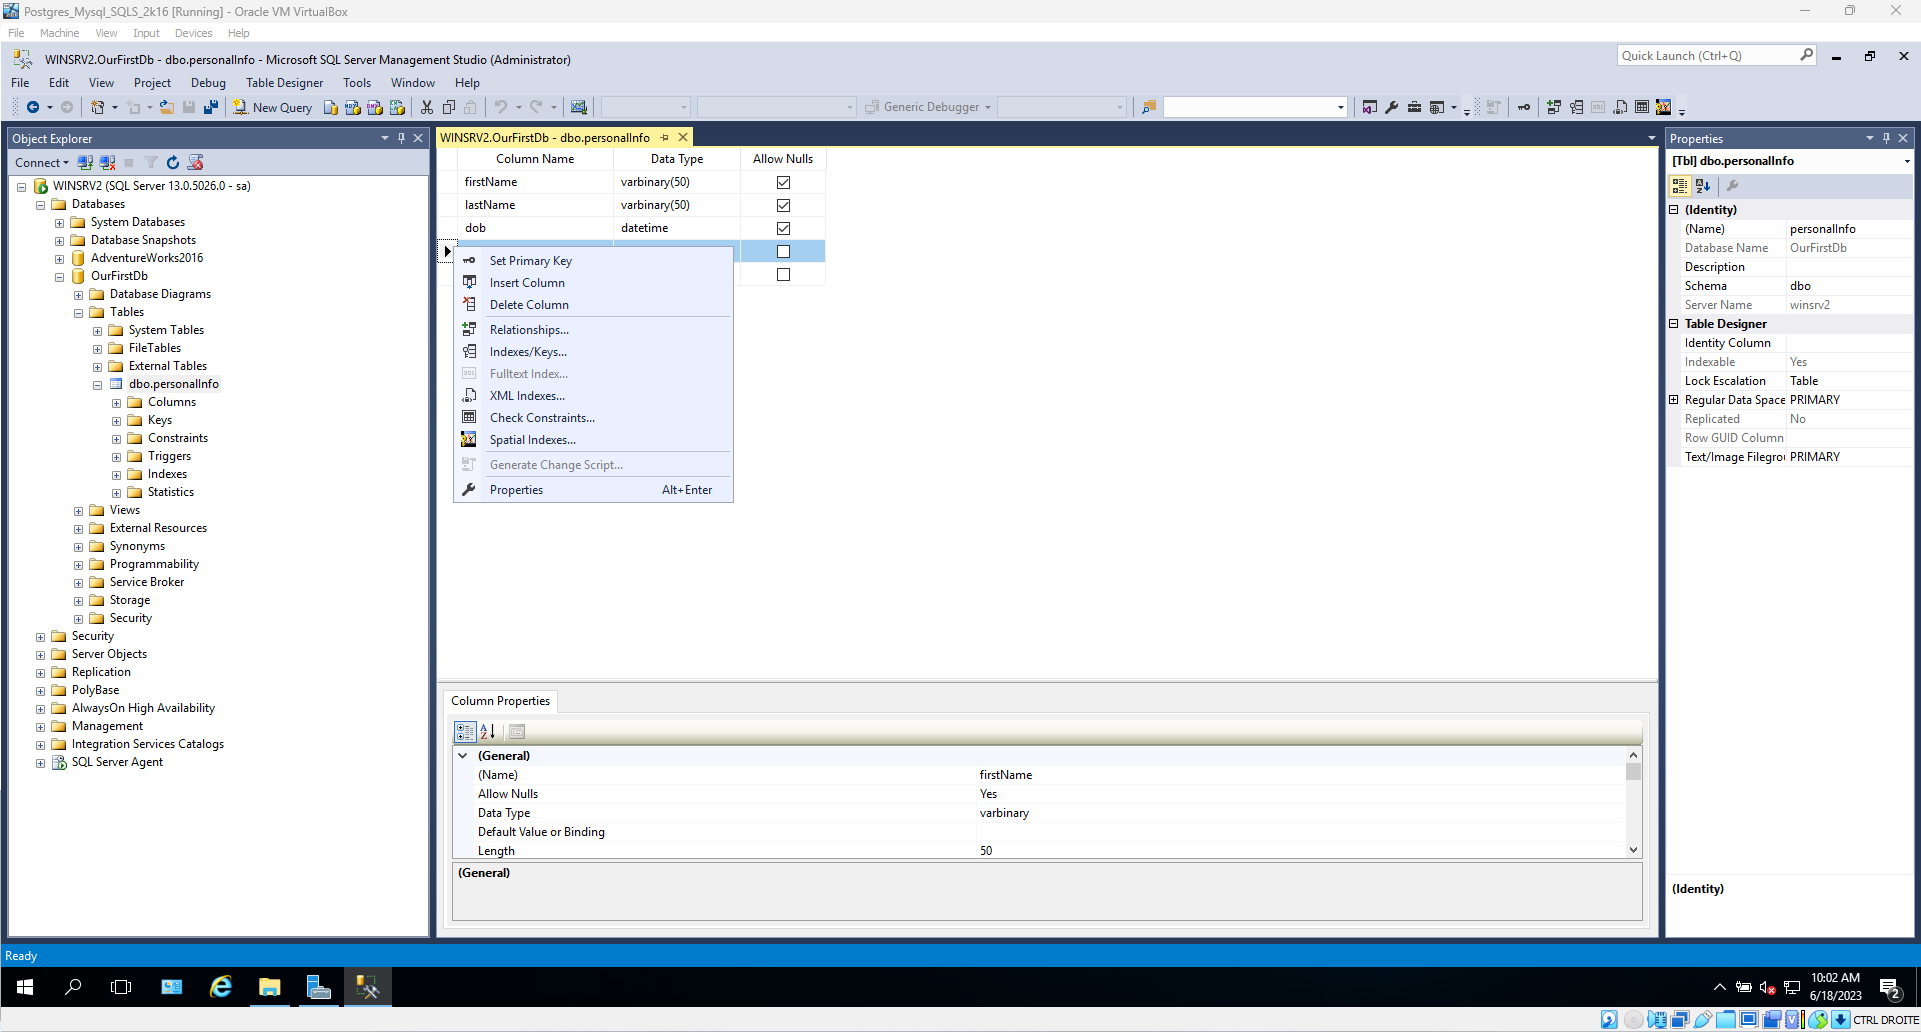 Postgres_Mysql_SQLS_2k16 [Running] - Oracle VM VirtualBox
File Machine View Input Devices Help
WINSRV2.OurFirstDb - dbo.personalInfo - Microsoft SQL Server Management Studio (Administrator)
Quick Launch (Ctrl+Q)
File Edit View Project Debug Table Designer Tools Window Help
New Query
Generic Debugger
Object Explorer
Connect
WINSRV2 (SQL Server 13.0.5026.0 - sa)
Databases
System Databases
Database Snapshots
AdventureWorks2016
OurFirstDb
Database Diagrams
Tables
System Tables
FileTables
External Tables
dbo.personalInfo
Columns
Keys
Constraints
Triggers
Indexes
Statistics
Views
External Resources
Synonyms
Programmability
Service Broker
Storage
Security
Security
Server Objects
Replication
PolyBase
AlwaysOn High Availability
Management
Integration Services Catalogs
SQL Server Agent
WINSRV2.OurFirstDb - dbo.personalInfo
Column Name Data Type Allow Nulls
firstName varbinary(50)
lastName varbinary(50)
dob datetime
Set Primary Key
Insert Column
Delete Column
Relationships...
Indexes/Keys...
Fulltext Index...
XML Indexes...
Check Constraints...
Spatial Indexes...
Generate Change Script...
Properties Alt+Enter
Column Properties
(General)
(Name) firstName
Allow Nulls Yes
Data Type varbinary
Default Value or Binding
Length 50
(General)
Properties
[Tbl] dbo.personalInfo
(Identity)
(Name) personalInfo
Database Name OurFirstDb
Description
Schema dbo
Server Name winsrv2
Table Designer
Identity Column
Indexable Yes
Lock Escalation Table
Regular Data Space PRIMARY
Replicated No
Row GUID Column
Text/Image Filegrou PRIMARY
(Identity)
Ready
10:02 AM
6/18/2023
2
CTRL DROITE